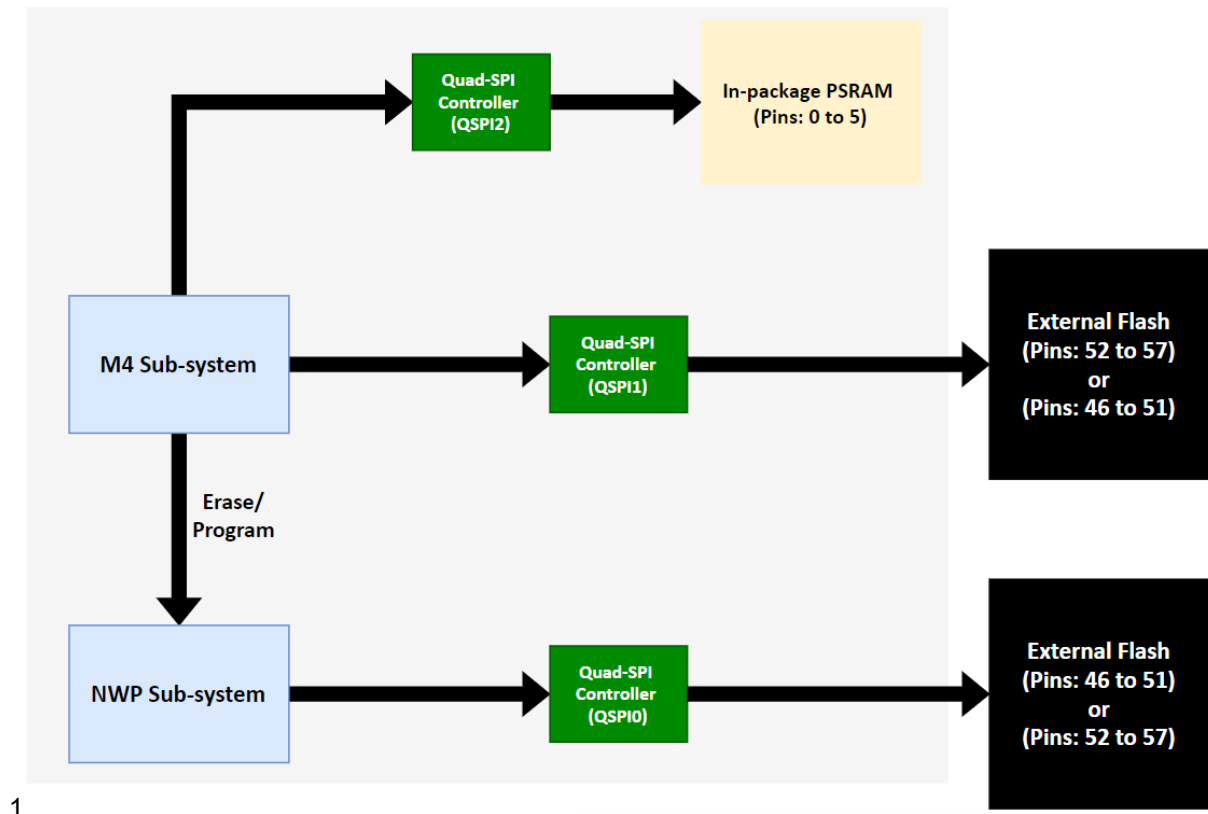 Quad-SPI
Controller
(QSPI2)
In-package PSRAM
(Pins: 0 to 5)
M4 Sub-system
Quad-SPI
Controller
(QSPI1)
External Flash
(Pins: 52 to 57)
or
(Pins: 46 to 51)
Erase/
Program
NWP Sub-system
Quad-SPI
Controller
(QSPI0)
External Flash
(Pins: 46 to 51)
or
(Pins: 52 to 57)
1